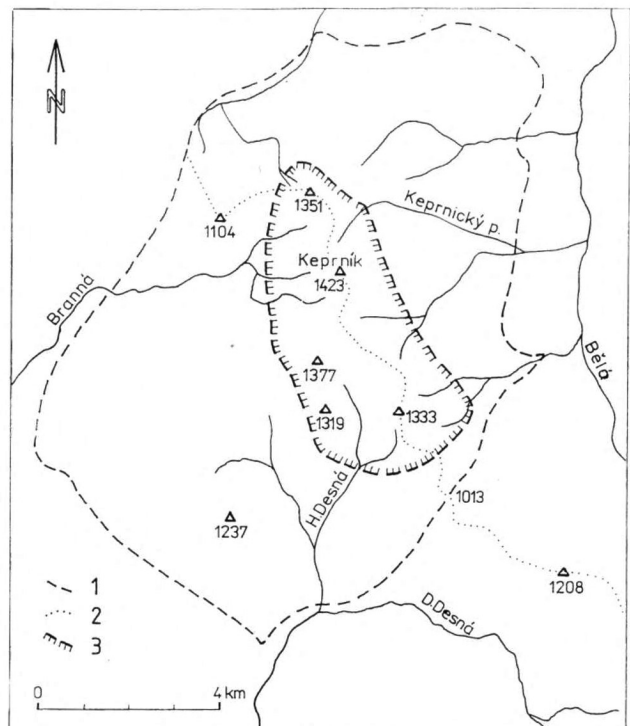 N
1351
1104
Keprnický p.
Keprník
1423
Branná
Bělá
1377
1319
1333
H.Desná
1013
1237
1208
D.Desná
1
2
3
0 4 km